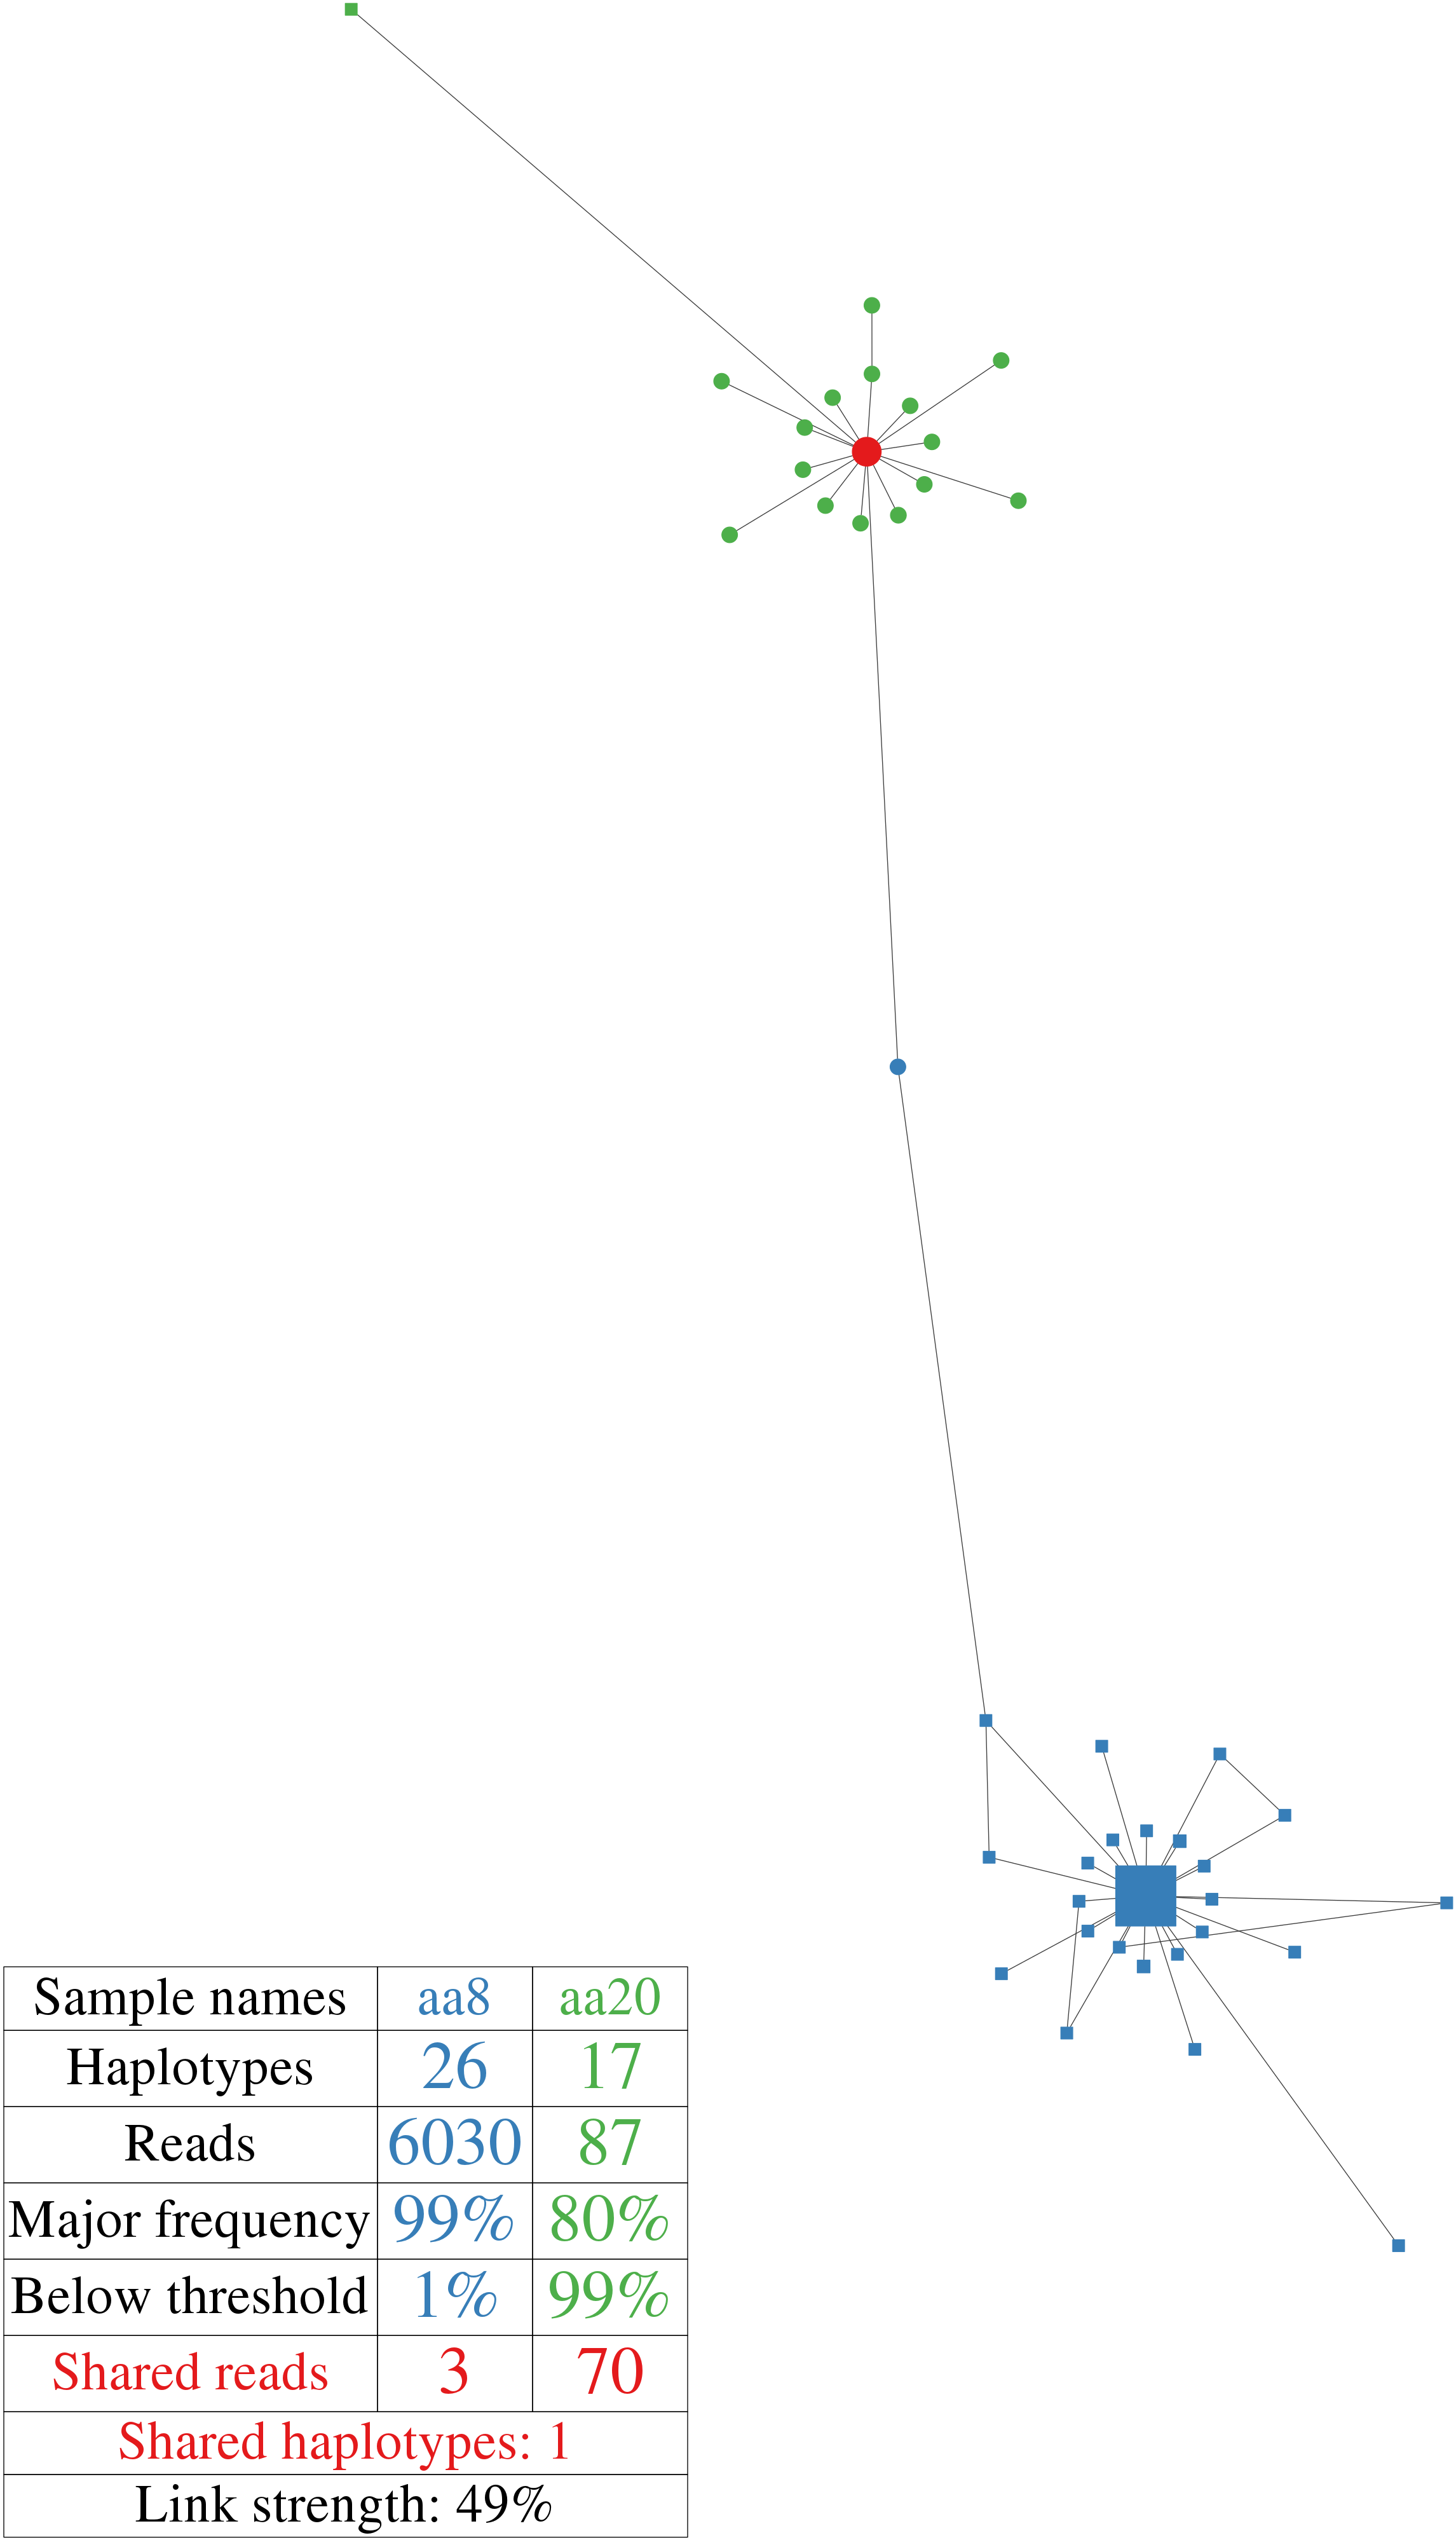 Sample names aa8 aa20
Haplotypes 26 17
Reads 6030 87
Major frequency 99% 80%
Below threshold 1% 99%
Shared reads 3 70
Shared haplotypes: 1
Link strength: 49%